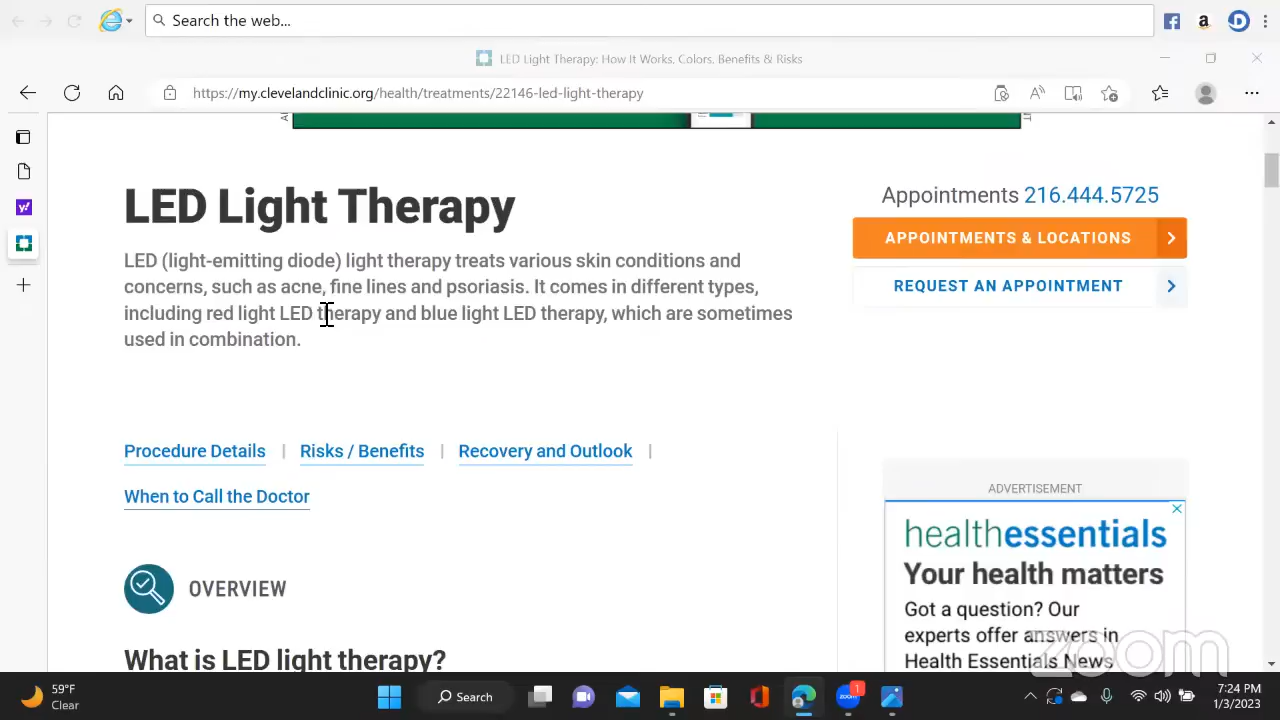 Search the web...
LED Light Therapy: How It Works, Colors, Benefits & Risks
https://my.clevelandclinic.org/health/treatments/22146-led-light-therapy
LED Light Therapy
LED (light-emitting diode) light therapy treats various skin conditions and
concerns, such as acne, fine lines and psoriasis. It comes in different types,
including red light LED therapy and blue light LED therapy, which are sometimes
used in combination.
Appointments 216.444.5725
APPOINTMENTS & LOCATIONS
REQUEST AN APPOINTMENT
Procedure Details | Risks / Benefits | Recovery and Outlook |
When to Call the Doctor
OVERVIEW
What is LED light therapy?
ADVERTISEMENT
healthessentials
Your health matters
Got a question? Our
experts offer answers in
Health Essentials News
zoom
59°F
Clear
Search
zoom
1
7:24 PM
1/3/2023